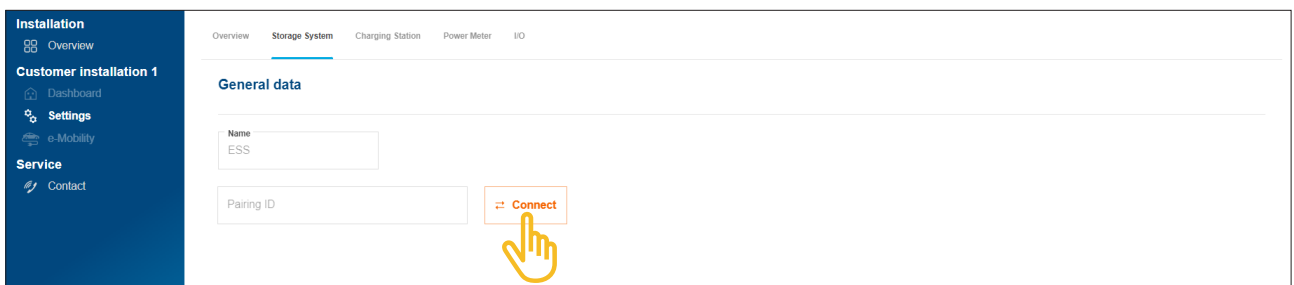 Installation
Overview
Customer installation 1
Dashboard
Settings
e-Mobility
Service
Contact
Overview Storage System Charging Station Power Meter I/O
General data
Name
ESS
Pairing ID
Connect